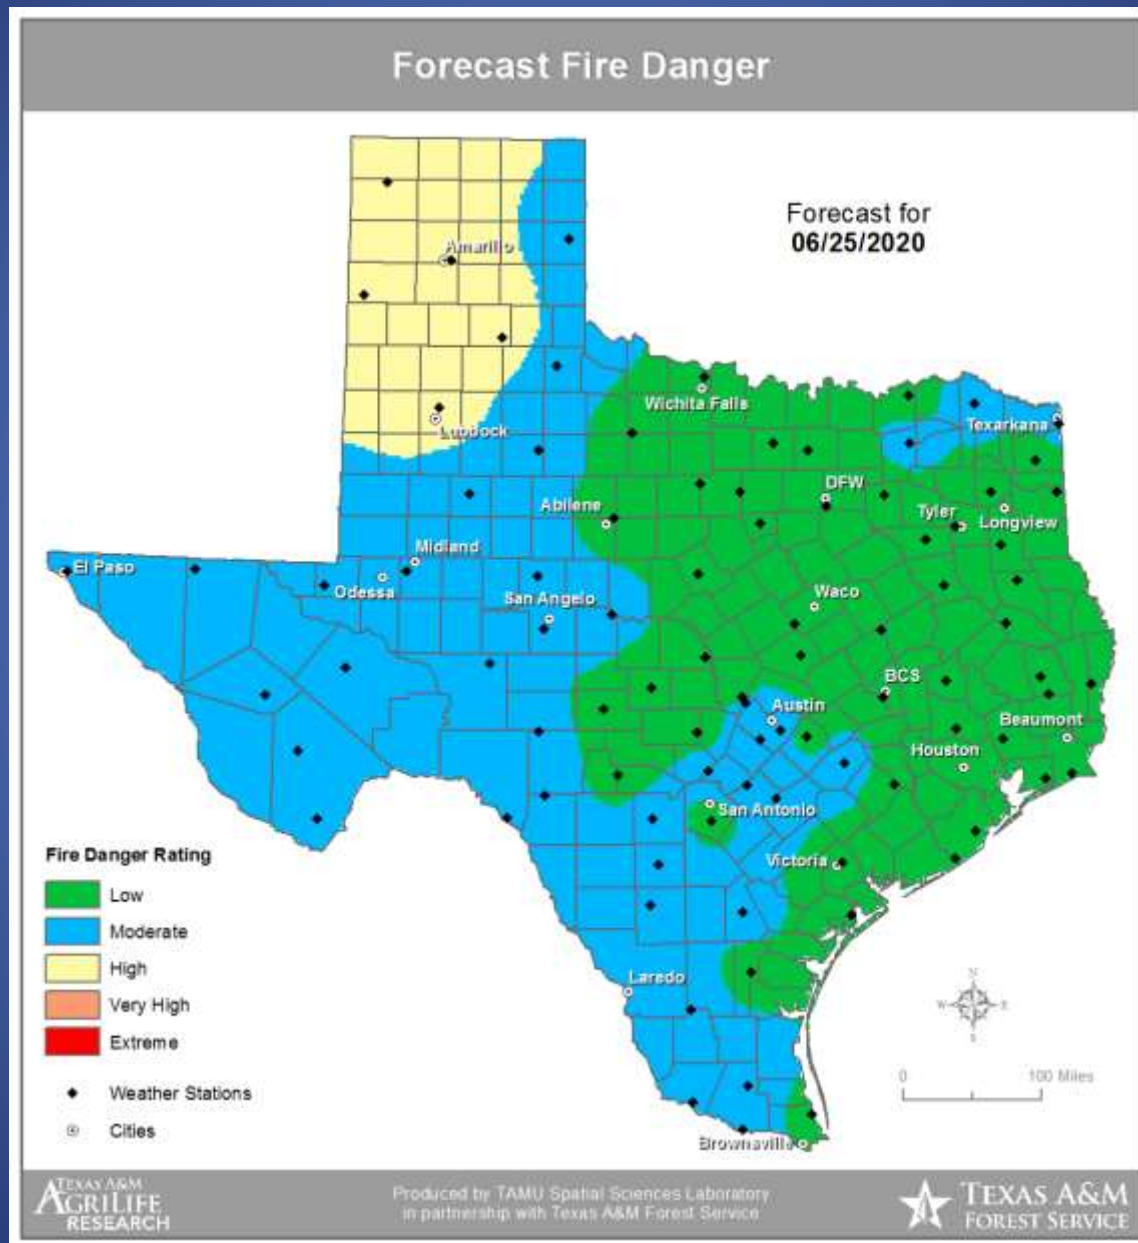 Forecast Fire Danger
Forecast for
06/25/2020
Amarillo
Lubbock
Wichita Falls
Texarkana
DFW
Abilene
Tyler
Longview
Midland
El Paso
Odessa
San Angelo
Waco
BCS
Austin
Beaumont
Houston
San Antonio
Victoria
Laredo
Brownsville
Fire Danger Rating
Low
Moderate
High
Very High
Extreme
Weather Stations
Cities
N
W E
S
0 100 Miles
TEXAS A&M
AGRILIFE
RESEARCH
Produced by TAMU Spatial Sciences Laboratory
in partnership with Texas A&M Forest Service
TEXAS A&M
FOREST SERVICE